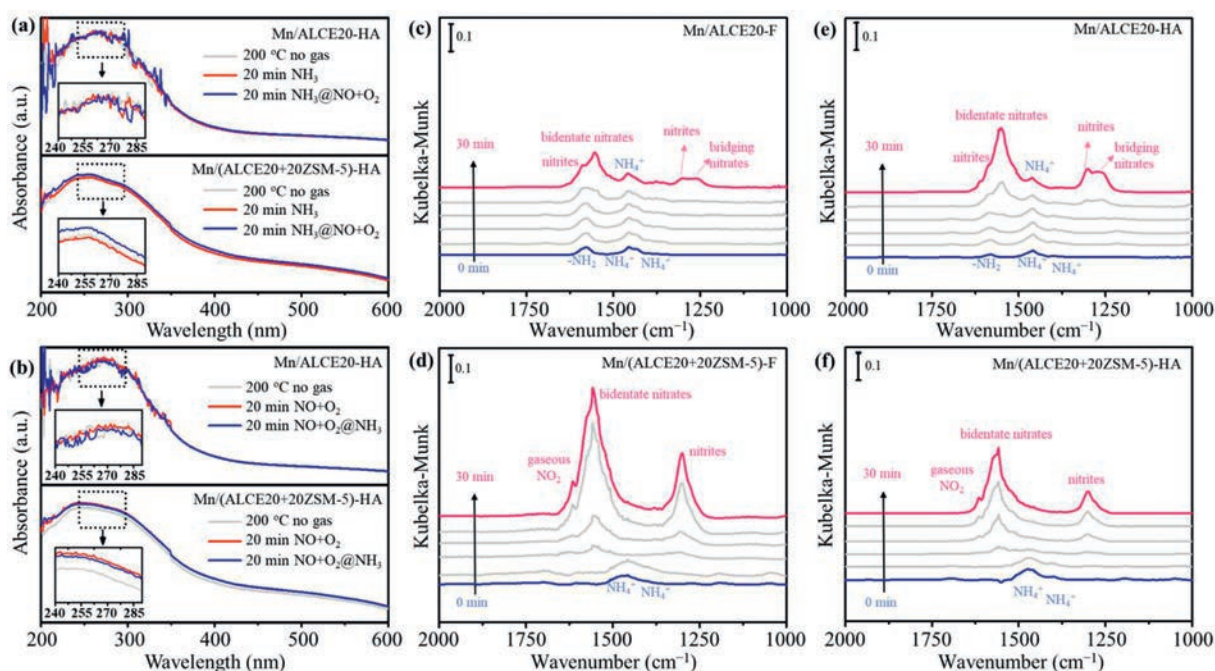 (a)
Mn/ALCE20-HA
200 °C no gas
20 min NH₃
20 min NH₃@NO+O₂
240 255 270 285
Mn/(ALCE20+20ZSM-5)-HA
200 °C no gas
20 min NH₃
20 min NH₃@NO+O₂
240 255 270 285
Absorbance (a.u.)
200 300 400 500 600
Wavelength (nm)
(b)
Mn/ALCE20-HA
200 °C no gas
20 min NO+O₂
20 min NO+O₂@NH₃
240 255 270 285
Mn/(ALCE20+20ZSM-5)-HA
200 °C no gas
20 min NO+O₂
20 min NO+O₂@NH₃
240 255 270 285
Absorbance (a.u.)
200 300 400 500 600
Wavelength (nm)
(c)
0.1
Mn/ALCE20-F
30 min
bidentate nitrates
nitrites
NH₄⁺
nitrites
bridging
nitrates
0 min
-NH₂
NH₄⁺
NH₄⁺
Kubelka-Munk
2000 1750 1500 1250 1000
Wavenumber (cm⁻¹)
(d)
0.1
Mn/(ALCE20+20ZSM-5)-F
bidentate nitrates
gaseous
NO₂
nitrites
30 min
0 min
NH₄⁺
NH₄⁺
Kubelka-Munk
2000 1750 1500 1250 1000
Wavenumber (cm⁻¹)
(e)
0.1
Mn/ALCE20-HA
30 min
bidentate nitrates
nitrites
NH₄⁺
nitrites
bridging
nitrates
0 min
-NH₂
NH₄⁺
NH₄⁺
Kubelka-Munk
2000 1750 1500 1250 1000
Wavenumber (cm⁻¹)
(f)
0.1
Mn/(ALCE20+20ZSM-5)-HA
bidentate nitrates
gaseous
NO₂
nitrites
30 min
0 min
NH₄⁺
NH₄⁺
Kubelka-Munk
2000 1750 1500 1250 1000
Wavenumber (cm⁻¹)